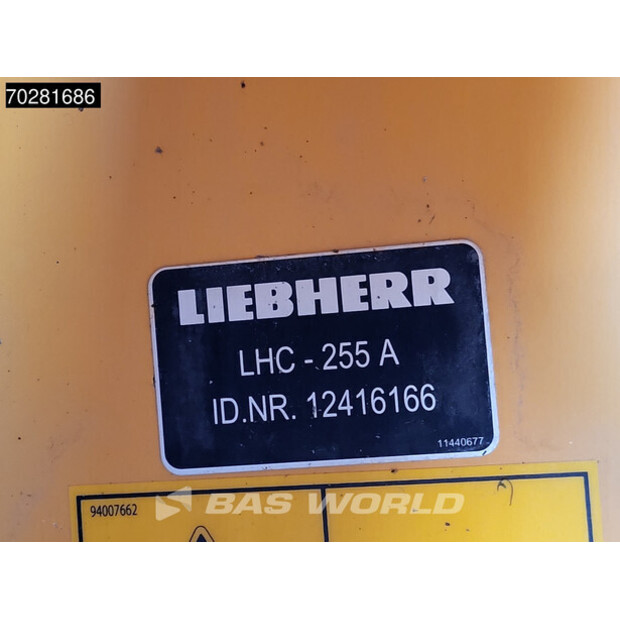 70281686
LIEBHERR
LHC - 255 A
ID.NR. 12416166
11440677
BAS WORLD
94007662